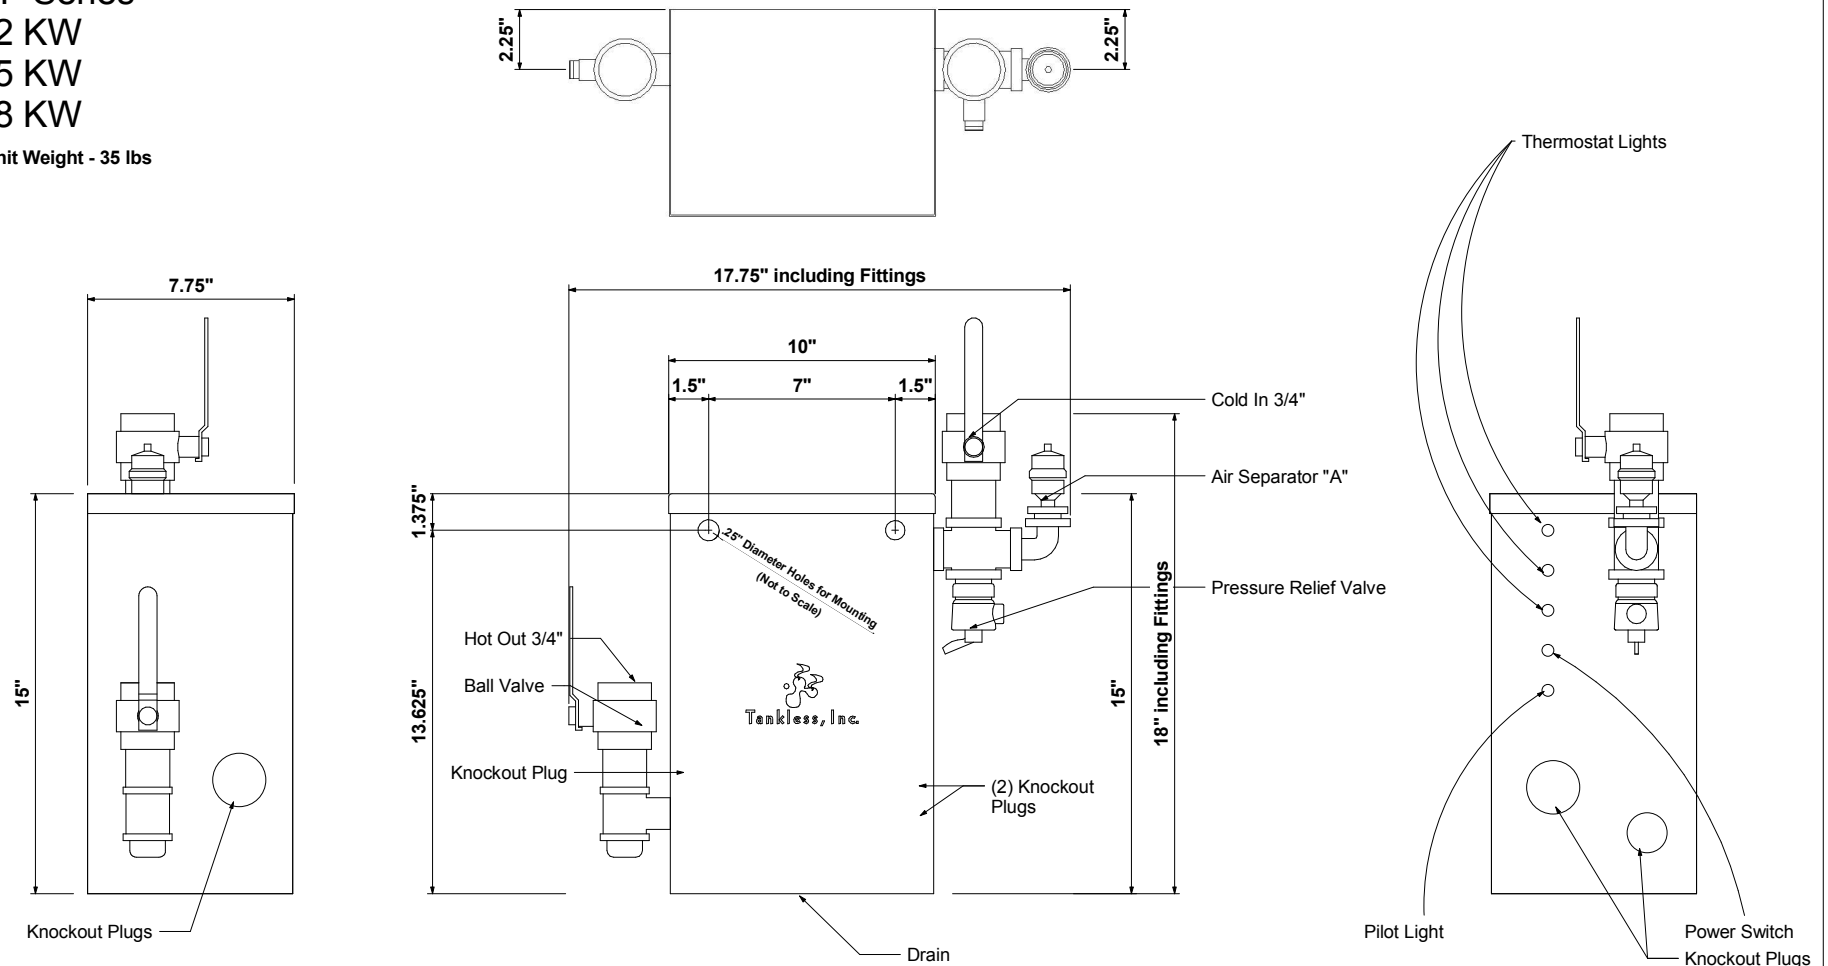 Series
2 KW
5 KW
8 KW
Weight - 35 lbs
2.25"
2.25"
Thermostat Lights
17.75" including Fittings
7.75"
10"
1.5"
7"
1.5"
Cold In 3/4"
Air Separator "A"
1.375"
.25" Diameter Holes for Mounting
(Not to Scale)
Pressure Relief Valve
18" including Fittings
Hot Out 3/4"
Ball Valve
15"
13.625"
15"
Tankless, Inc.
Knockout Plug
(2) Knockout
Plugs
Knockout Plugs
Drain
Pilot Light
Power Switch
Knockout Plugs